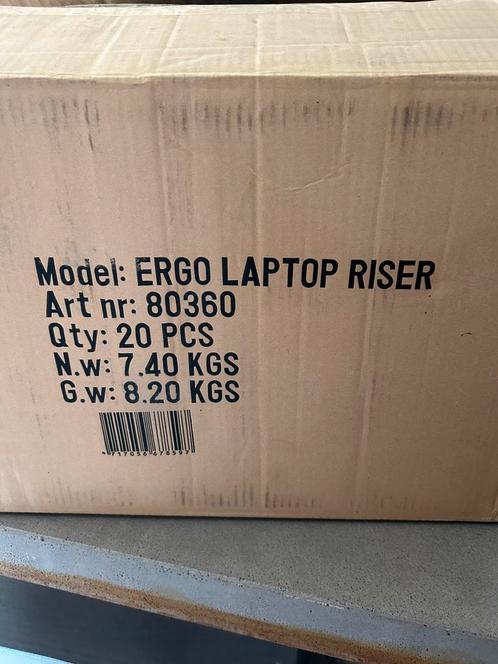 Model: ERGO LAPTOP RISER
Art nr: 80360
Qty: 20 PCS
N.w: 7.40 KGS
G.w: 8.20 KGS